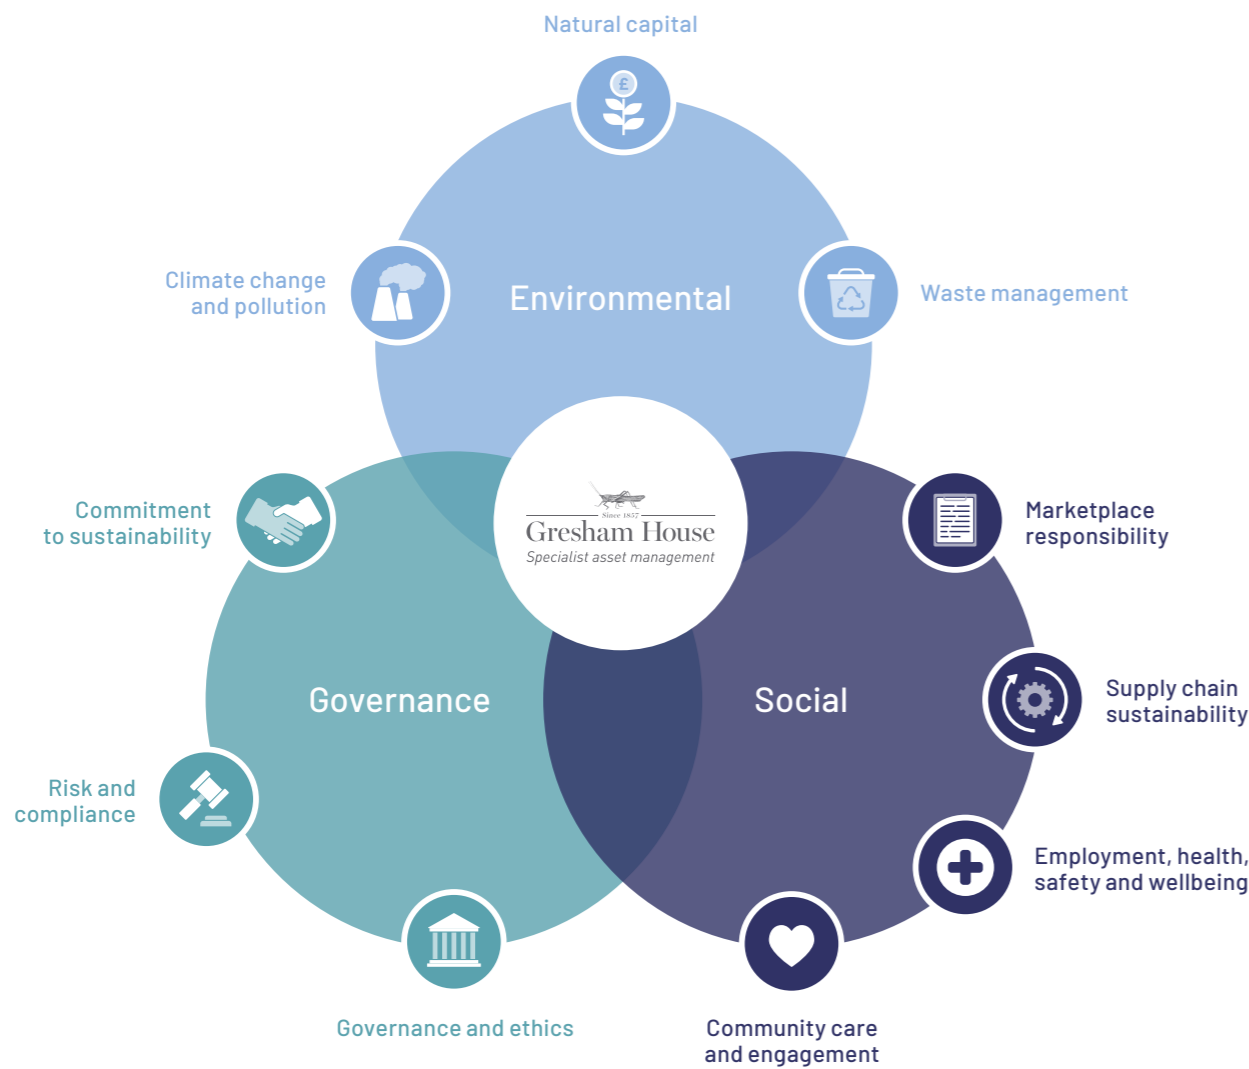 Natural capital
£
Climate change
and pollution
Environmental
Waste management
Commitment
to sustainability
Since 1857
Gresham House
Specialist asset management
Marketplace
responsibility
Governance
Social
Supply chain
sustainability
Risk and
compliance
Employment, health,
safety and wellbeing
Governance and ethics
Community care
and engagement